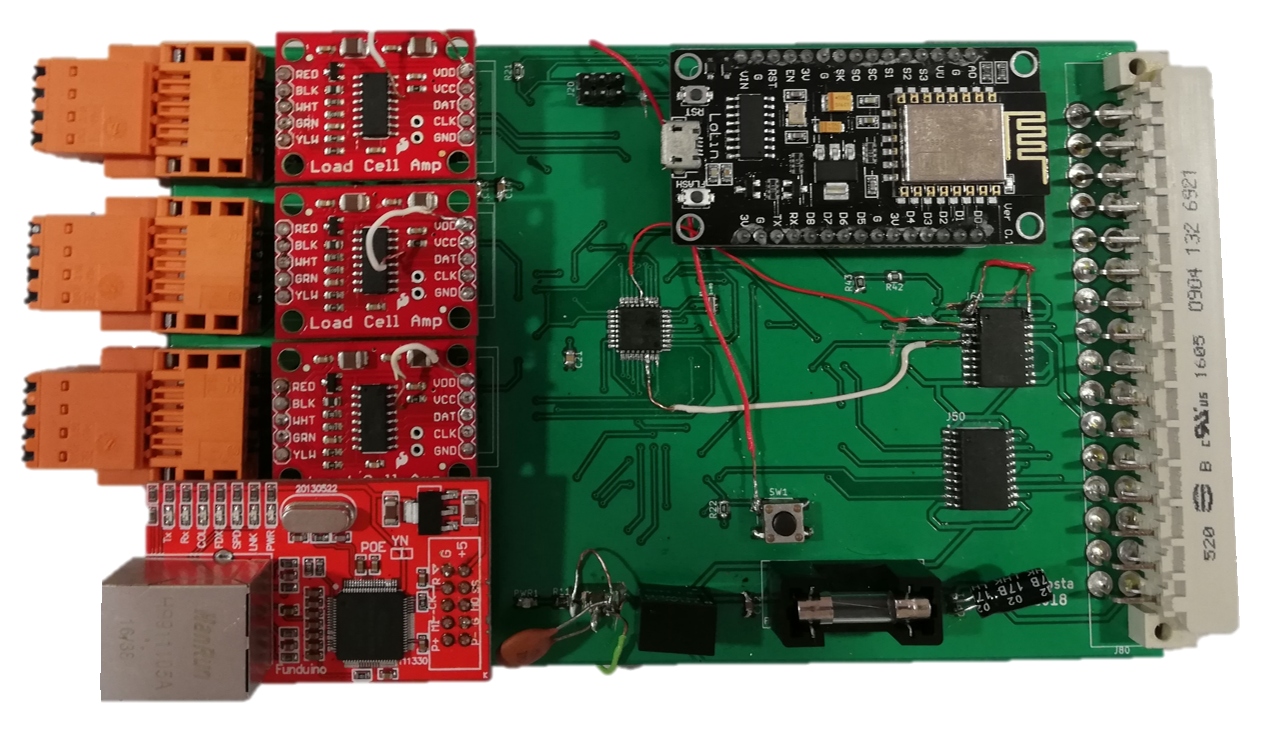 RED
BLK
WHT
GRN
YLW
VDD
VCC
DAT
CLK
GND
Load Cell Amp
RED
BLK
WHT
GRN
YLW
VDD
VCC
DAT
CLK
GND
Load Cell Amp
RED
BLK
WHT
GRN
YLW
VDD
VCC
DAT
CLK
GND
R21
J20
VIN
G
RST
EN
3V
G
SK
SO
SC
S1
S2
S3
VU
G
A0
RST
LoLin
FLASH
3V
G
TX
RX
D8
D7
D6
D5
G
3V
D4
D3
D2
D1
D0
Ver 0.1
R43
R42
C21
J50
R22
SW1
20130522
Tx
Rx
COL
FDX
SPD
LNK
PWR
POE
YN
G
+5
Funduino
HanRun
16/36
PWR1
J80
0904 132 6921
520 B c US 1605